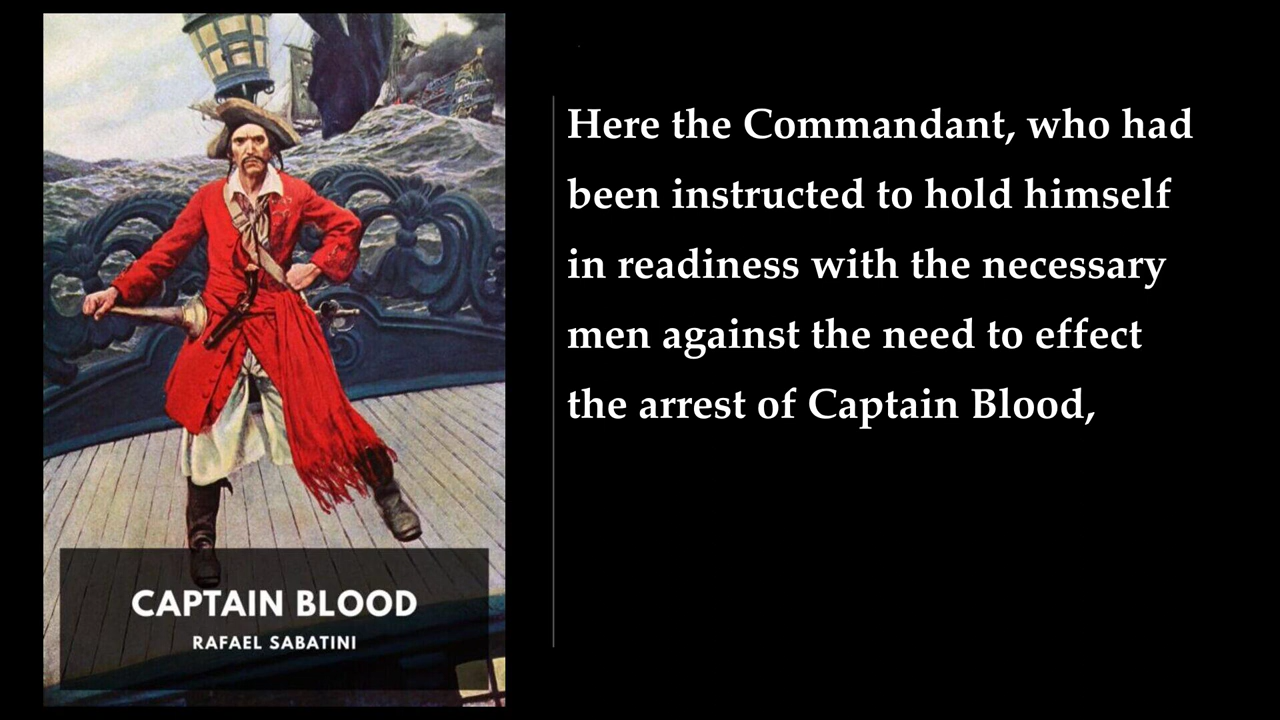 CAPTAIN BLOOD
RAFAEL SABATINI
Here the Commandant, who had
been instructed to hold himself
in readiness with the necessary
men against the need to effect
the arrest of Captain Blood,